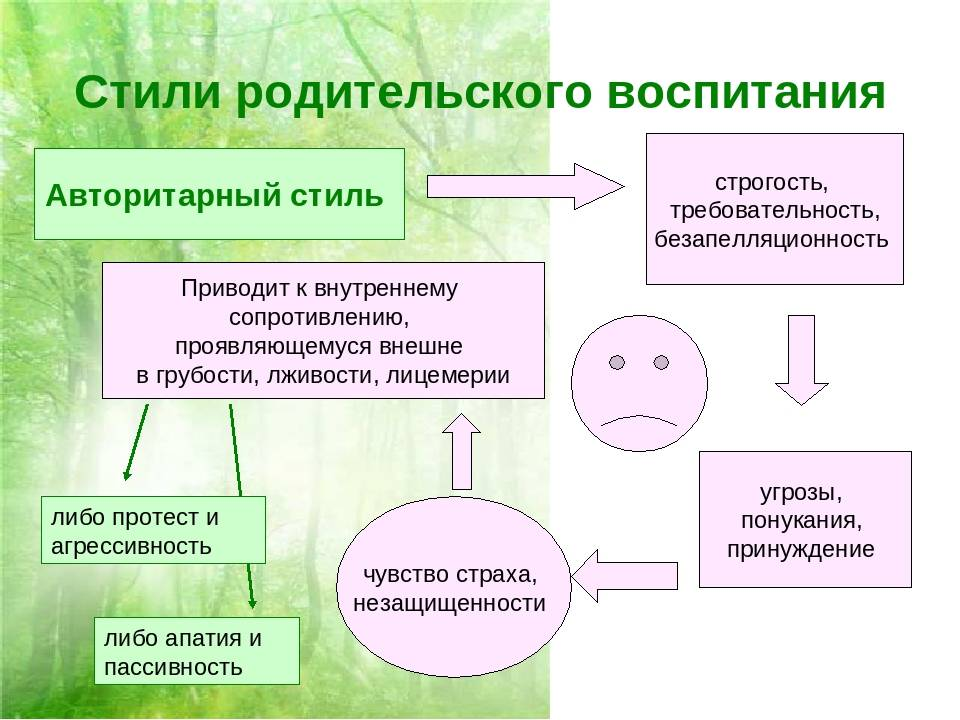 Стили родительского воспитания
Авторитарный стиль
строгость,
требовательность,
безапелляционность
Приводит к внутреннему
сопротивлению,
проявляющемуся внешне
в грубости, лживости, лицемерии
угрозы,
понукания,
принуждение
чувство страха,
незащищенности
либо протест и
агрессивность
либо апатия и
пассивность